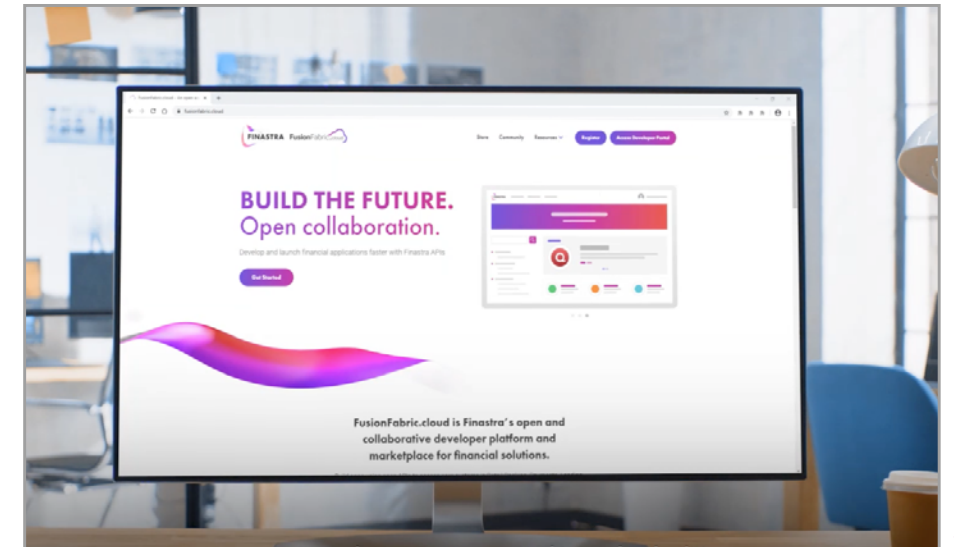 fusionfabric.cloud
FINASTRA FusionFabric.cloud
Store Community Resources Register Access Developer Portal
BUILD THE FUTURE.
Open collaboration.
Develop and launch financial applications faster with Finastra APIs
Get Started
FusionFabric.cloud is Finastra's open and
collaborative developer platform and
marketplace for financial solutions.